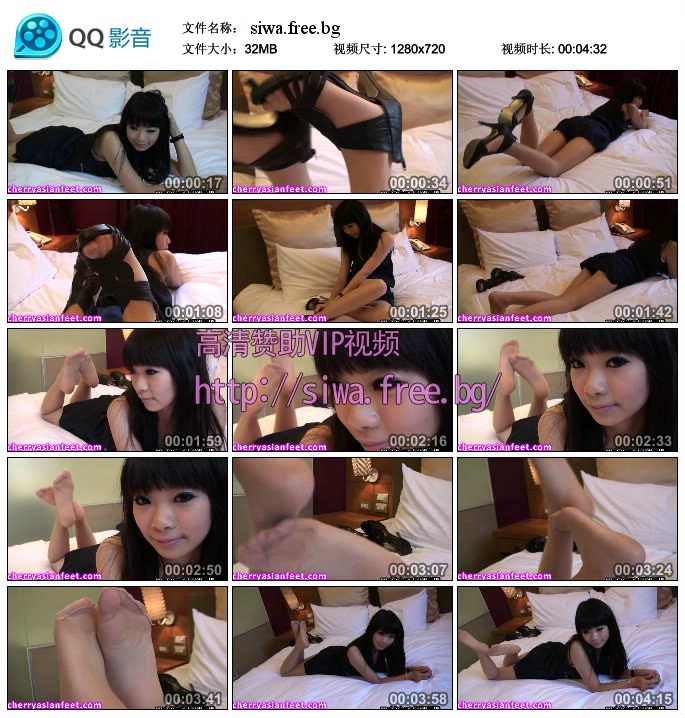 QQ影音
文件名称: siwa.free.bg
文件大小: 32MB 视频尺寸: 1280x720 视频时长: 00:04:32
00:00:17 00:00:34 00:00:51
cherryasianfeet.com cherryasianfeet.com cherryasianfeet.com
00:01:08 00:01:25 00:01:42
cherryasianfeet.com cherryasianfeet.com cherryasianfeet.com
高清赞助VIP视频
http://siwa.free.bg/
00:01:59 00:02:16 00:02:33
cherryasianfeet.com cherryasianfeet.com cherryasianfeet.com
00:02:50 00:03:07 00:03:24
cherryasianfeet.com cherryasianfeet.com cherryasianfeet.com
00:03:41 00:03:58 00:04:15
cherryasianfeet.com cherryasianfeet.com cherryasianfeet.com